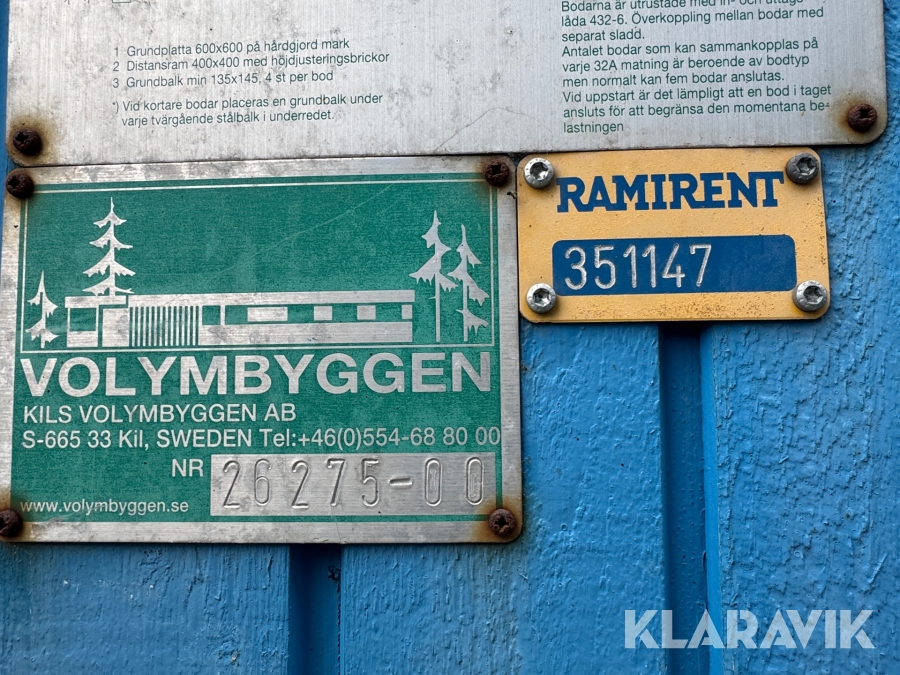 1 Grundplatta 600x600 på hårdgjord mark
2 Distansram 400x400 med höjdjusteringsbrickor
3 Grundbalk min 135x145, 4 st per bod
*) Vid kortare bodar placeras en grundbalk under
varje tvärgående stålbalk i underredet.
Bodarna är utrustade med in- och uttags-
låda 432-6. Överkoppling mellan bodar med
separat sladd.
Antalet bodar som kan sammankopplas på
varje 32A matning är beroende av bodtyp
men normalt kan fem bodar anslutas.
Vid uppstart är det lämpligt att en bod i taget
ansluts för att begränsa den momentana be-
lastningen
VOLYMBYGGEN
KILS VOLYMBYGGEN AB
S-665 33 Kil, SWEDEN Tel:+46(0)554-68 80 00
NR 26275-00
www.volymbyggen.se
RAMIRENT
351147
KLARAVIK